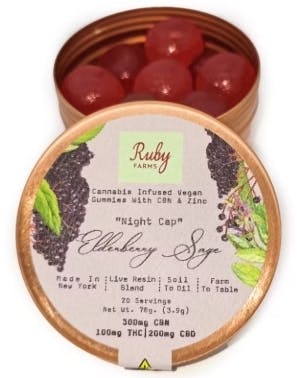 Ruby
FARMS
Cannabis Infused Vegan
Gummies With CBN & Zinc
"Night Cap"
Elderberry Sage
Made In New York
Live Resin Blend
Soil To Oil
Farm To Table
20 Servings
Net Wt. 78g. (3.9g)
300mg CBN
100mg THC|200mg CBD